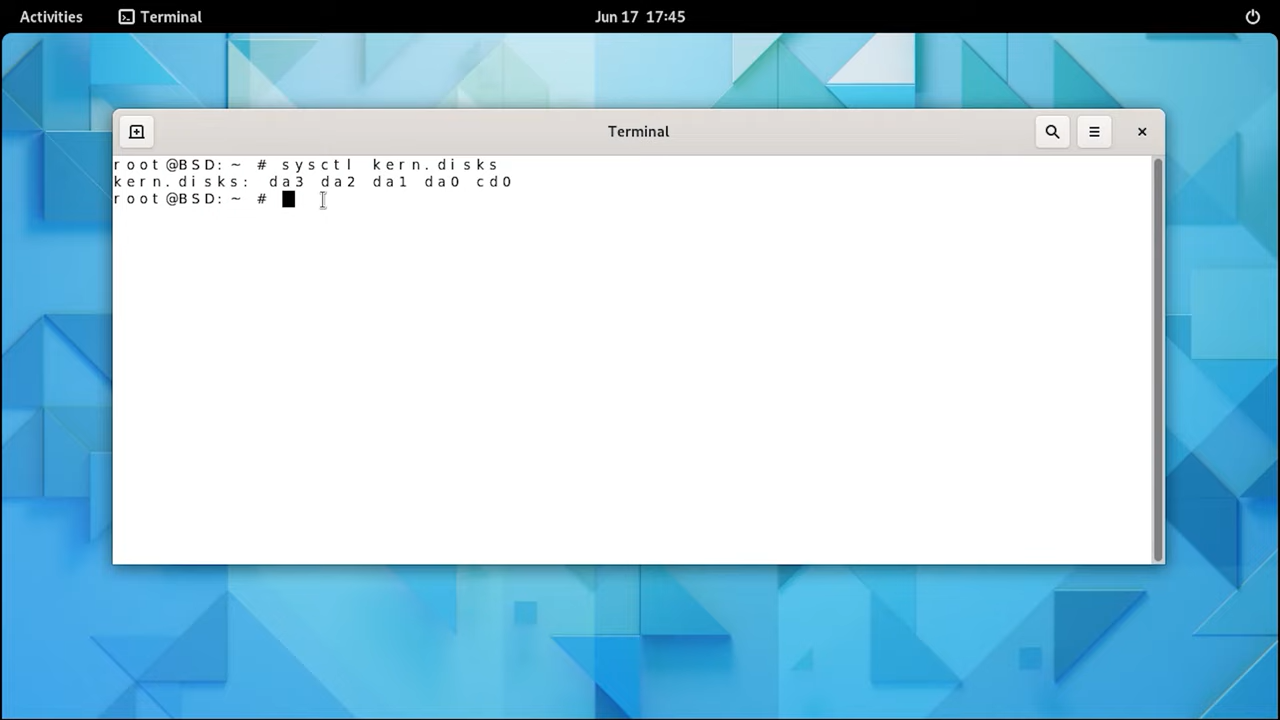 Activities Terminal Jun 17 17:45
Terminal
root@BSD:~ # sysctl kern.disks
kern.disks: da3 da2 da1 da0 cd0
root@BSD:~ #